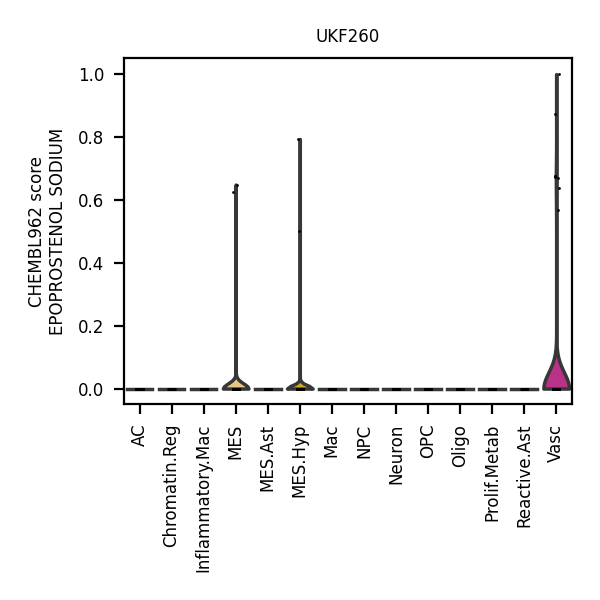 UKF260
CHEMBL962 score
EPOPROSTENOL SODIUM
1.0
0.8
0.6
0.4
0.2
0.0
AC
Chromatin.Reg
Inflammatory.Mac
MES
MES.Ast
MES.Hyp
Mac
NPC
Neuron
OPC
Oligo
Prolif.Metab
Reactive.Ast
Vasc